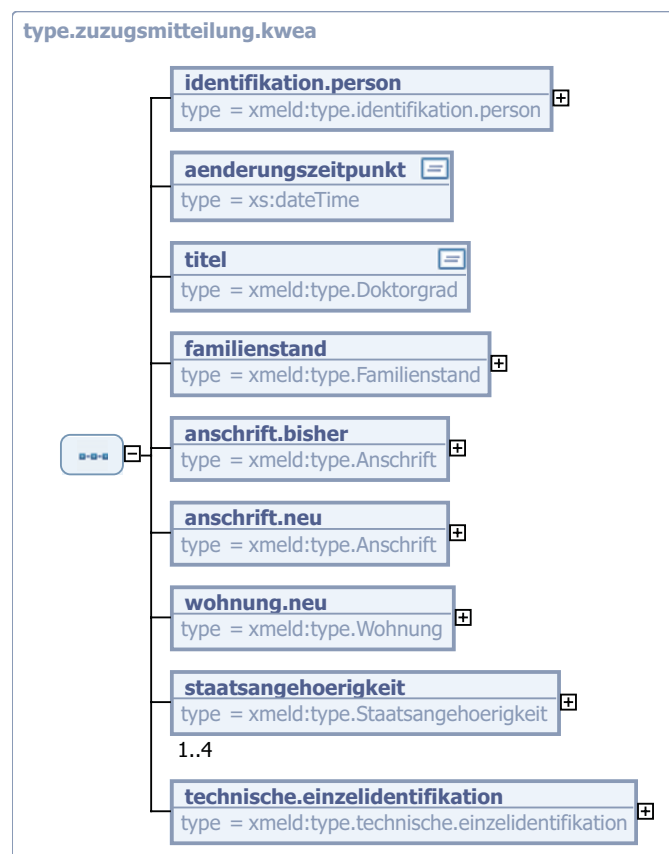 type.zuzugsmitteilung.kwea
identifikation.person
type = xmeld:type.identifikation.person
aenderungszeitpunkt
type = xs:dateTime
titel
type = xmeld:type.Doktorgrad
familienstand
type = xmeld:type.Familienstand
anschrift.bisher
type = xmeld:type.Anschrift
anschrift.neu
type = xmeld:type.Anschrift
wohnung.neu
type = xmeld:type.Wohnung
staatsangehoerigkeit
type = xmeld:type.Staatsangehoerigkeit
1..4
technische.einzelidentifikation
type = xmeld:type.technische.einzelidentifikation